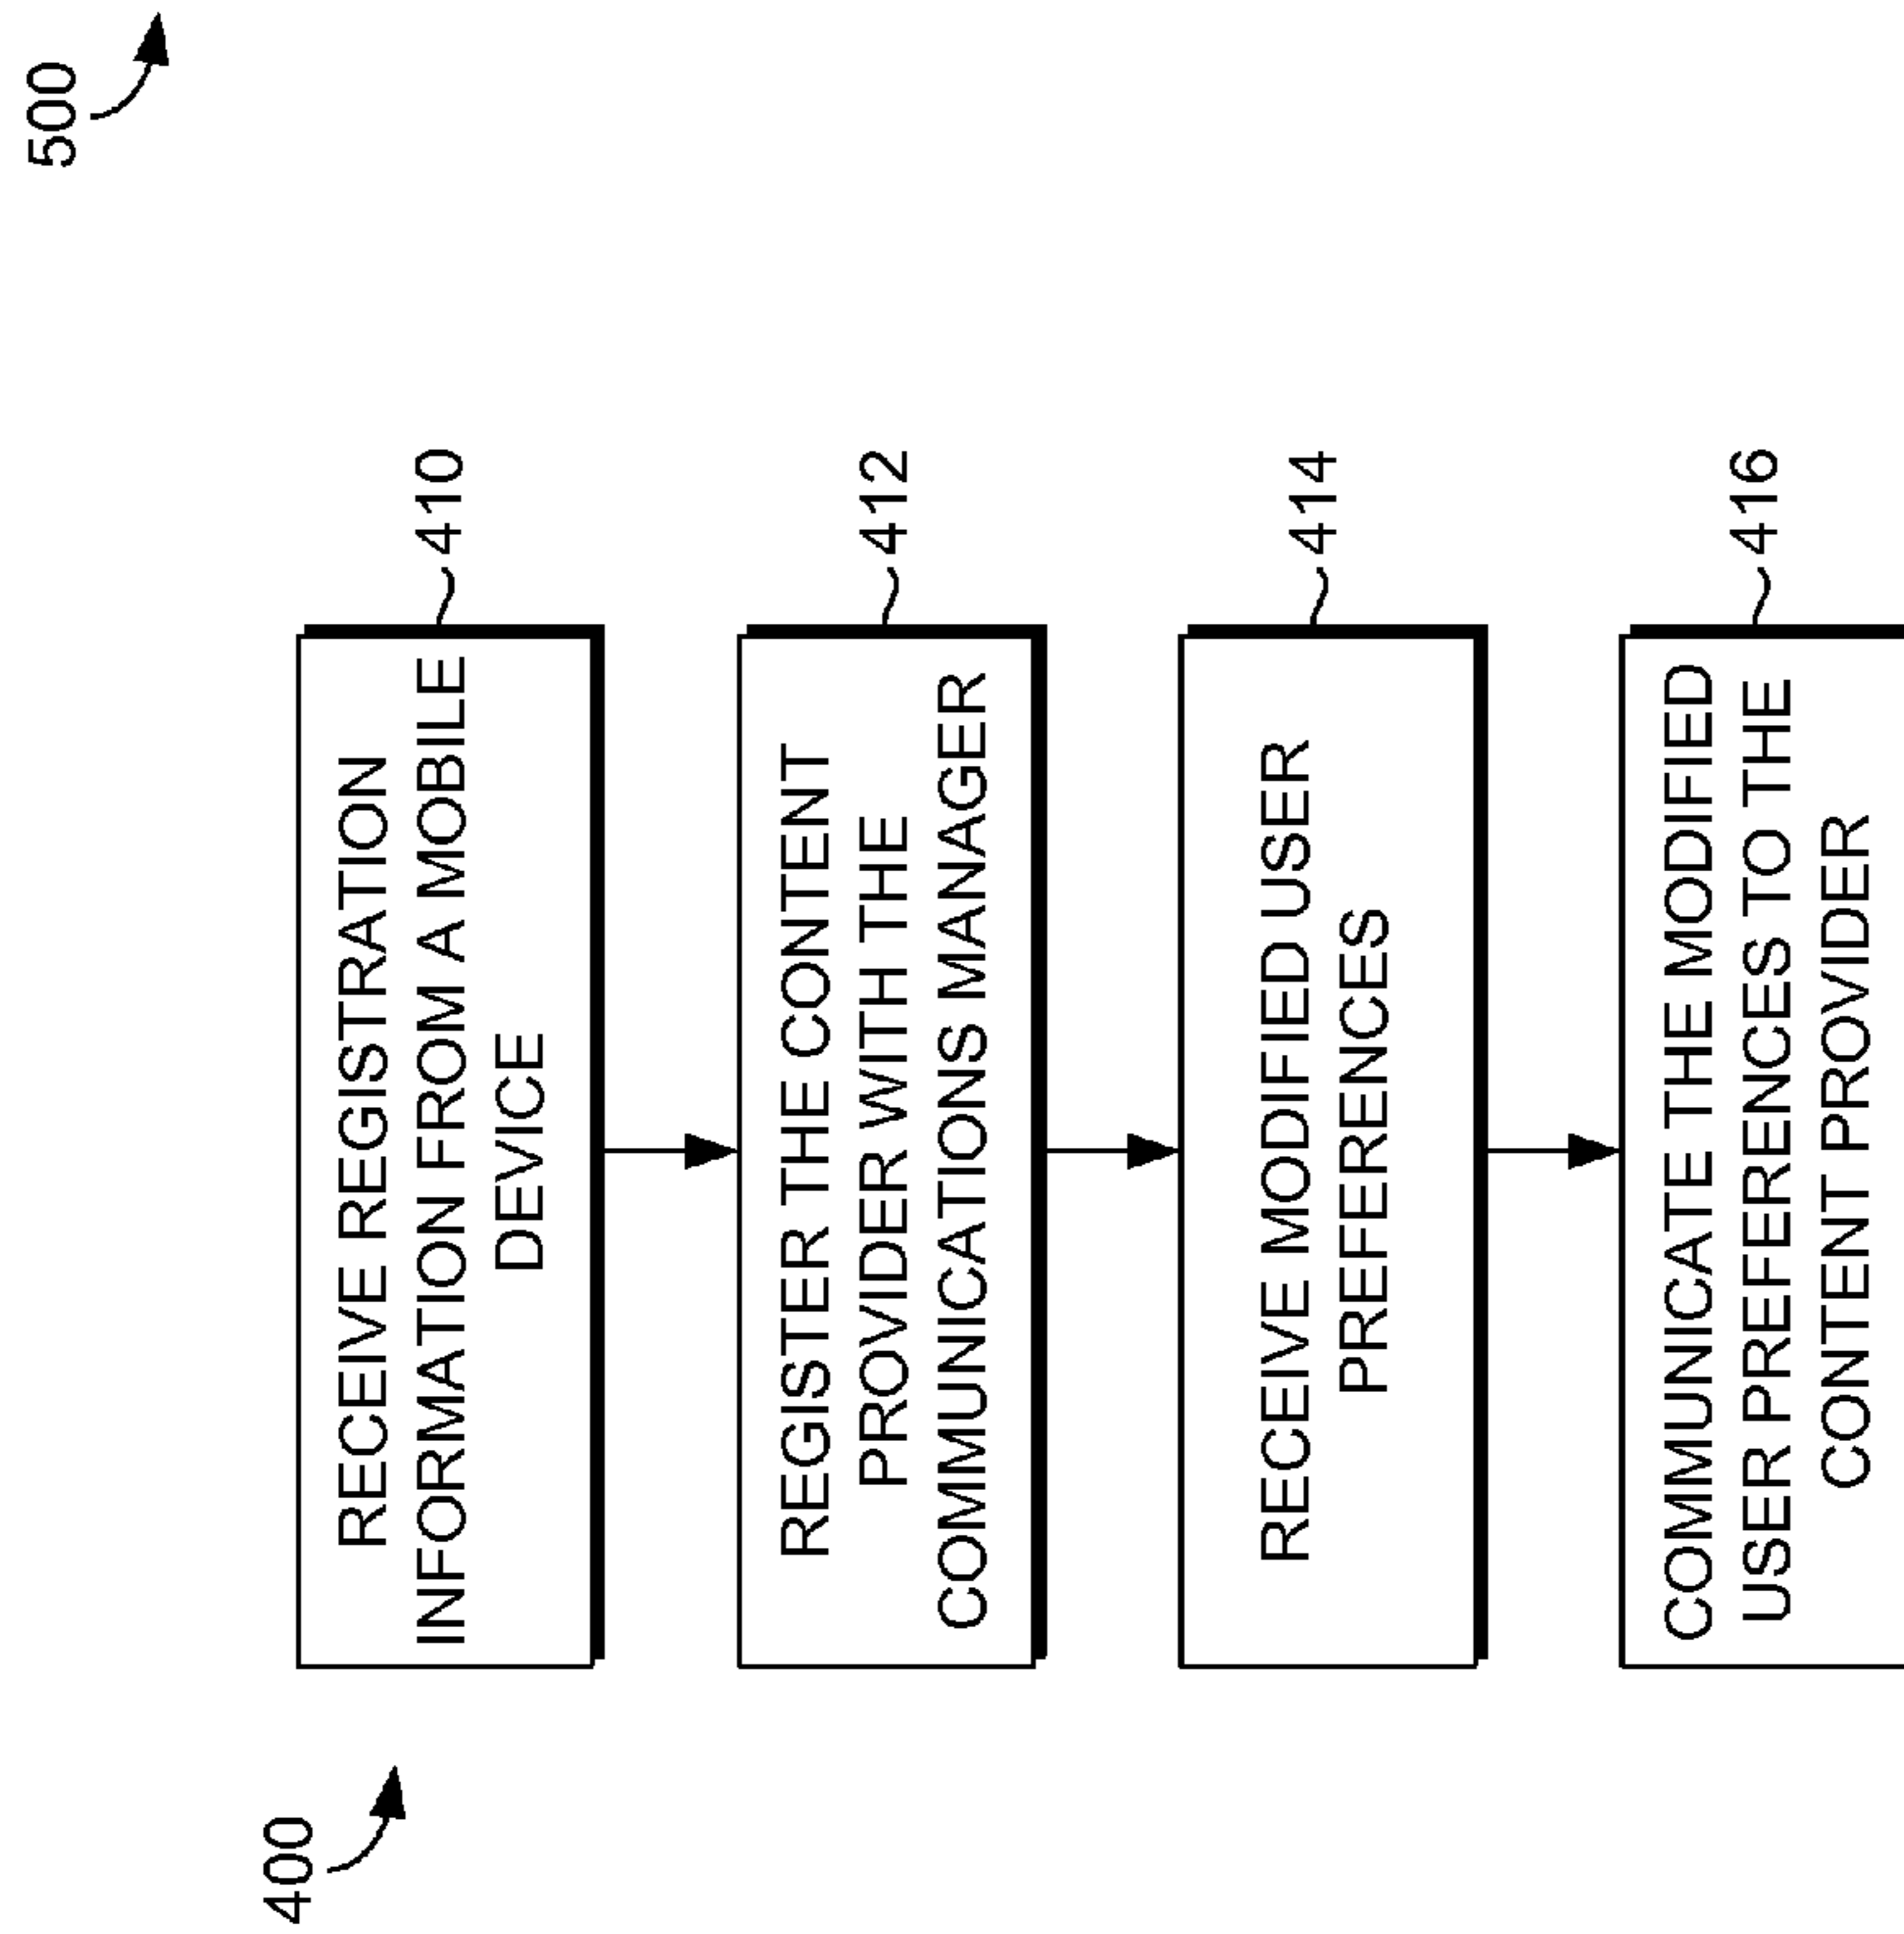 400
RECEIVE REGISTRATION
INFORMATION FROM A MOBILE
DEVICE
410
REGISTER THE CONTENT
PROVIDER WITH THE
COMMUNICATIONS MANAGER
412
RECEIVE MODIFIED USER
PREFERENCES
414
COMMUNICATE THE MODIFIED
USER PREFERENCES TO THE
CONTENT PROVIDER
416
500